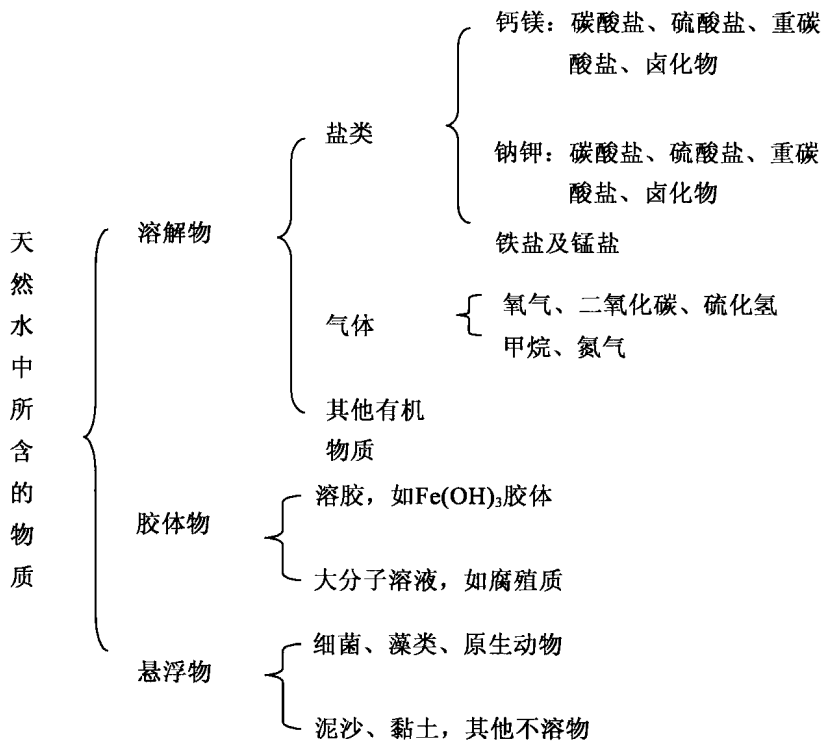 天然水中所含的物质
溶解物
盐类
钙镁：碳酸盐、硫酸盐、重碳
酸盐、卤化物
钠钾：碳酸盐、硫酸盐、重碳
酸盐、卤化物
铁盐及锰盐
气体
氧气、二氧化碳、硫化氢
甲烷、氮气
其他有机
物质
胶体物
溶胶，如Fe(OH)₃胶体
大分子溶液，如腐殖质
悬浮物
细菌、藻类、原生动物
泥沙、黏土，其他不溶物